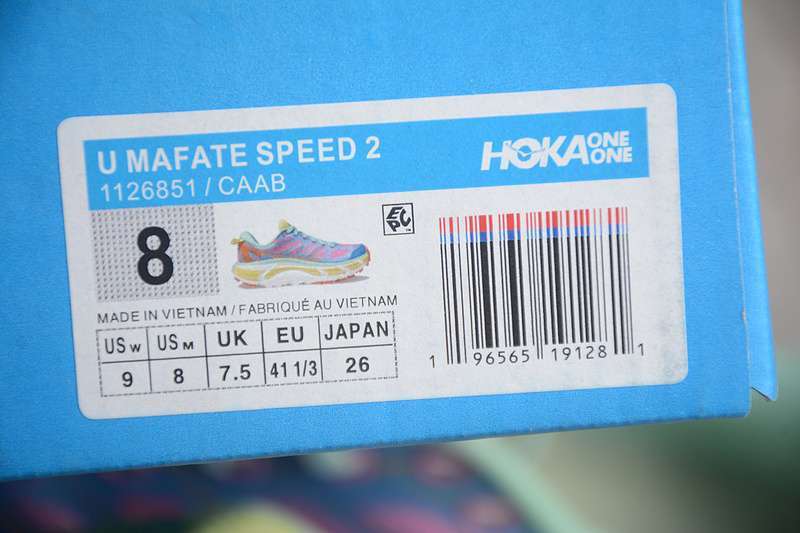 U MAFATE SPEED 2
1126851 / CAAB
HOKA ONE ONE
8
EPC
MADE IN VIETNAM / FABRIQUÉ AU VIETNAM
US W US M UK EU JAPAN
9 8 7.5 41 1/3 26
1 96565 19128 1